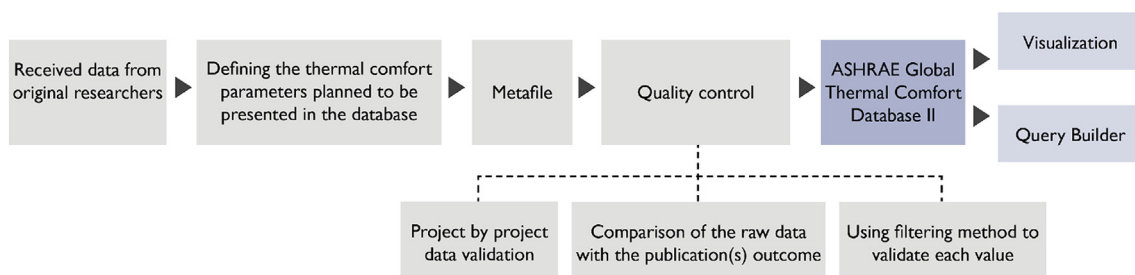 Received data from
original researchers
Defining the thermal comfort
parameters planned to be
presented in the database
Metafile
Quality control
ASHRAE Global
Thermal Comfort
Database II
Visualization
Query Builder
Project by project
data validation
Comparison of the raw data
with the publication(s) outcome
Using filtering method to
validate each value